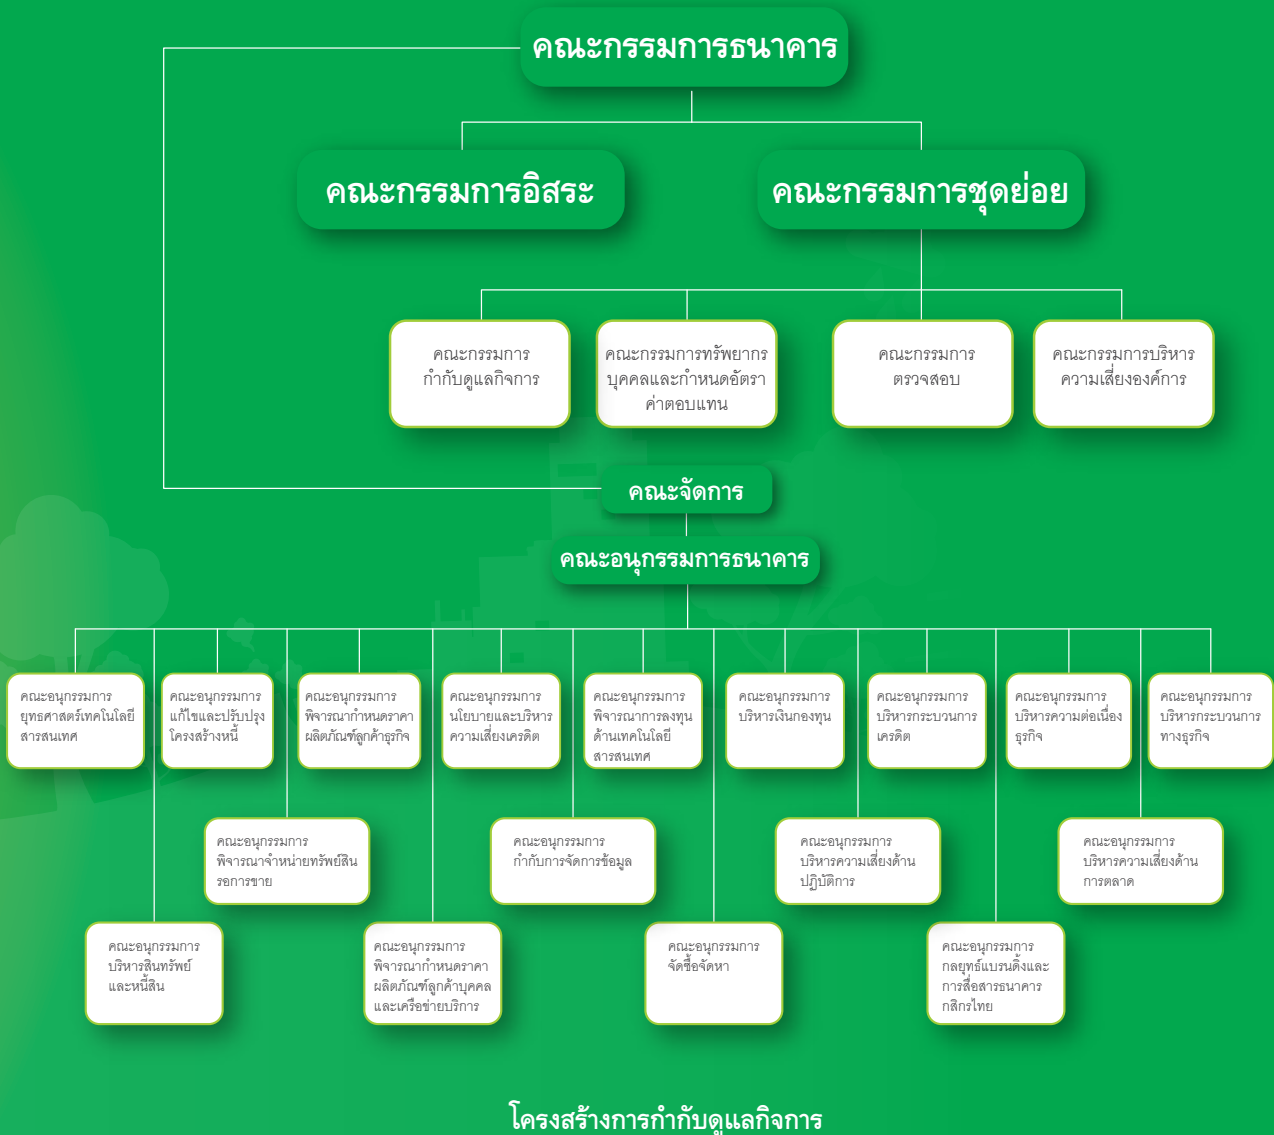 คณะกรรมการธนาคาร
คณะกรรมการอิสระ
คณะกรรมการชุดย่อย
คณะกรรมการ
กำกับดูแลกิจการ
คณะกรรมการทรัพยากร
บุคคลและกำหนดอัตรา
ค่าตอบแทน
คณะกรรมการ
ตรวจสอบ
คณะกรรมการบริหาร
ความเสี่ยงองค์การ
คณะจัดการ
คณะอนุกรรมการธนาคาร
คณะอนุกรรมการ
ยุทธศาสตร์เทคโนโลยี
สารสนเทศ
คณะอนุกรรมการ
แก้ไขและปรับปรุง
โครงสร้างหนี้
คณะอนุกรรมการ
พิจารณากำหนดราคา
ผลิตภัณฑ์ลูกค้าธุรกิจ
คณะอนุกรรมการ
นโยบายและบริหาร
ความเสี่ยงเครดิต
คณะอนุกรรมการ
พิจารณาการลงทุน
ด้านเทคโนโลยี
สารสนเทศ
คณะอนุกรรมการ
บริหารเงินกองทุน
คณะอนุกรรมการ
บริหารกระบวนการ
เครดิต
คณะอนุกรรมการ
บริหารความต่อเนื่อง
ธุรกิจ
คณะอนุกรรมการ
บริหารกระบวนการ
ทางธุรกิจ
คณะอนุกรรมการ
พิจารณาจำหน่ายทรัพย์สิน
รอการขาย
คณะอนุกรรมการ
กำกับการจัดการข้อมูล
คณะอนุกรรมการ
บริหารความเสี่ยงด้าน
ปฏิบัติการ
คณะอนุกรรมการ
บริหารความเสี่ยงด้าน
การตลาด
คณะอนุกรรมการ
บริหารสินทรัพย์
และหนี้สิน
คณะอนุกรรมการ
พิจารณากำหนดราคา
ผลิตภัณฑ์ลูกค้าบุคคล
และเครือข่ายบริการ
คณะอนุกรรมการ
จัดซื้อจัดหา
คณะอนุกรรมการ
กลยุทธ์แบรนดิ้งและ
การสื่อสารธนาคาร
กสิกรไทย
โครงสร้างการกำกับดูแลกิจการ